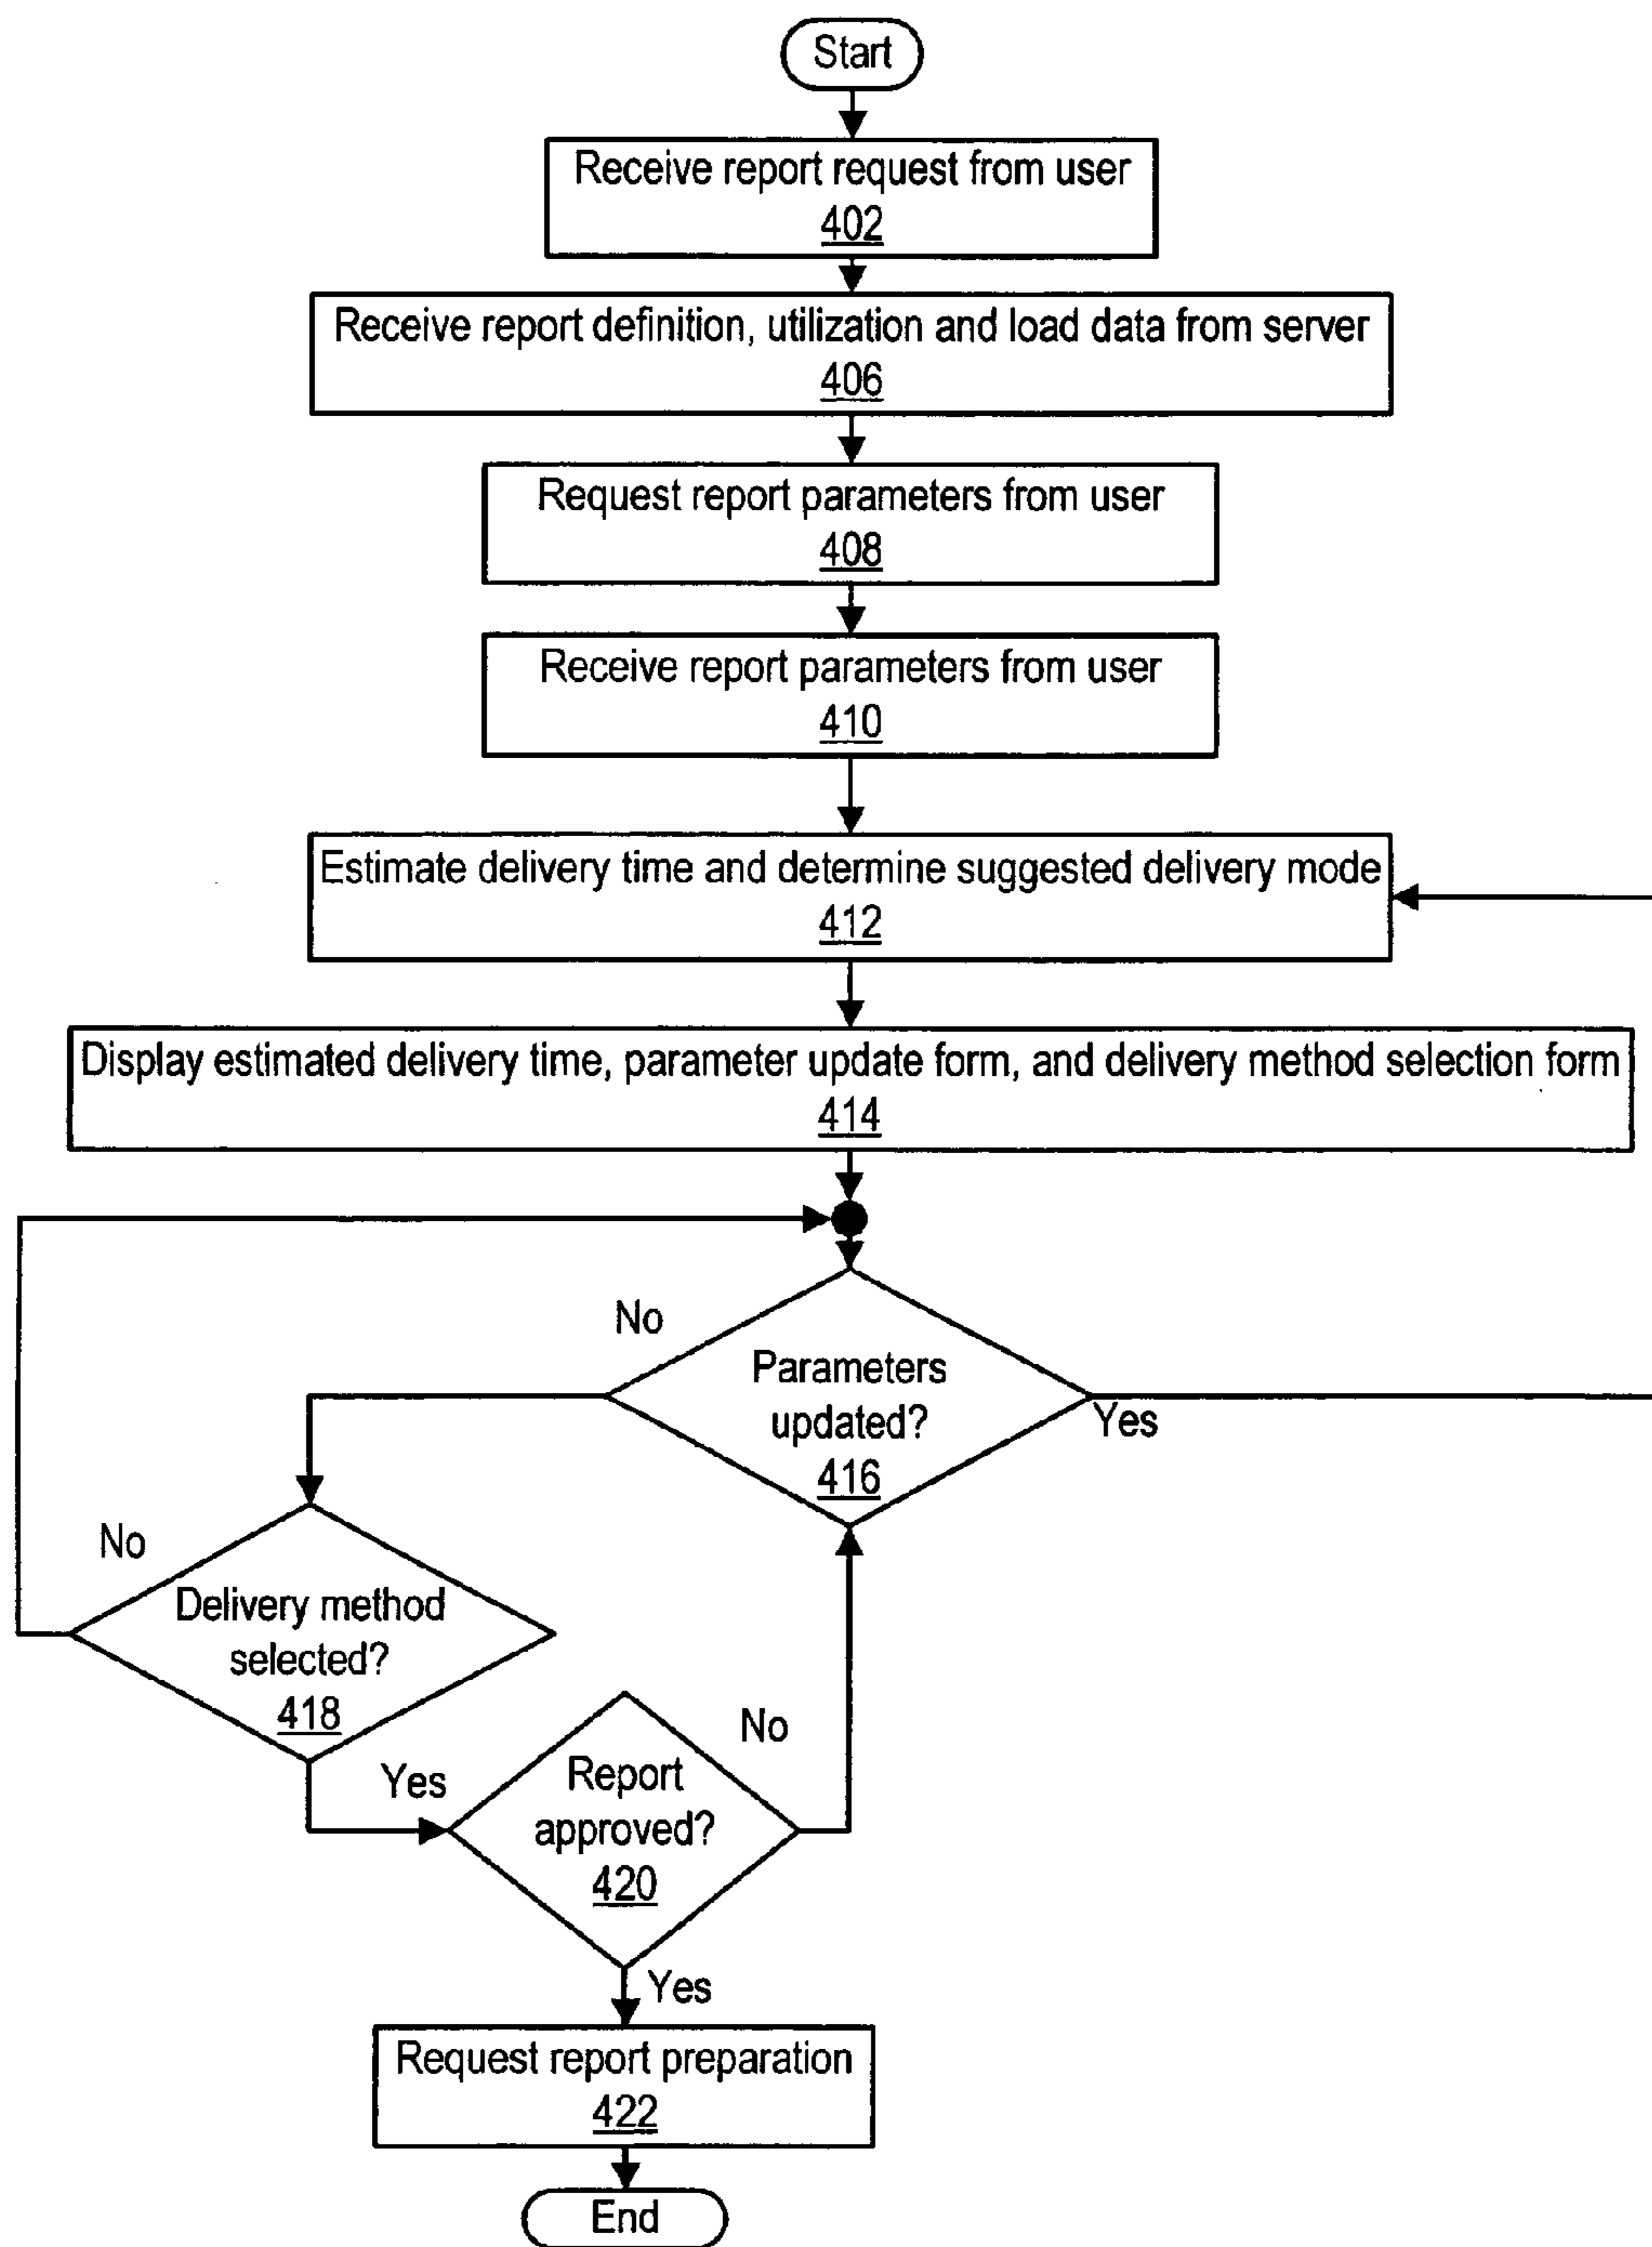 Start
Receive report request from user
402
Receive report definition, utilization and load data from server
406
Request report parameters from user
408
Receive report parameters from user
410
Estimate delivery time and determine suggested delivery mode
412
Display estimated delivery time, parameter update form, and delivery method selection form
414
No
Parameters
updated?
416
Yes
No
Delivery method
selected?
418
Yes
No
Report
approved?
420
Yes
Request report preparation
422
End